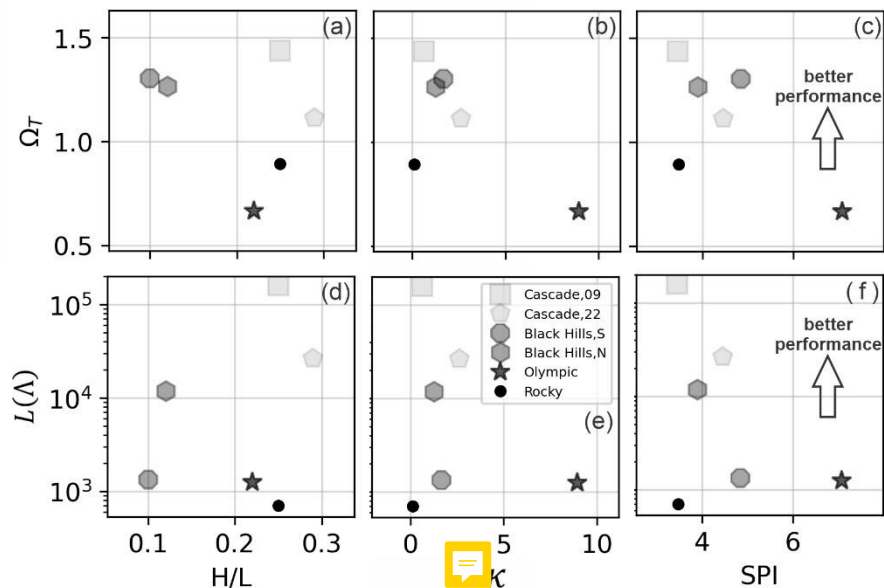 (a) (b) (c)
1.5
better
performance
Ω_T
1.0
0.5
(d) (f)
10^5
Cascade,09
Cascade,22
better
Black Hills,S
performance
Black Hills,N
L(Λ)
10^4
Olympic
Rocky
(e)
10^3
0.1 0.2 0.3 0 5 10 4 6
H/L κ SPI